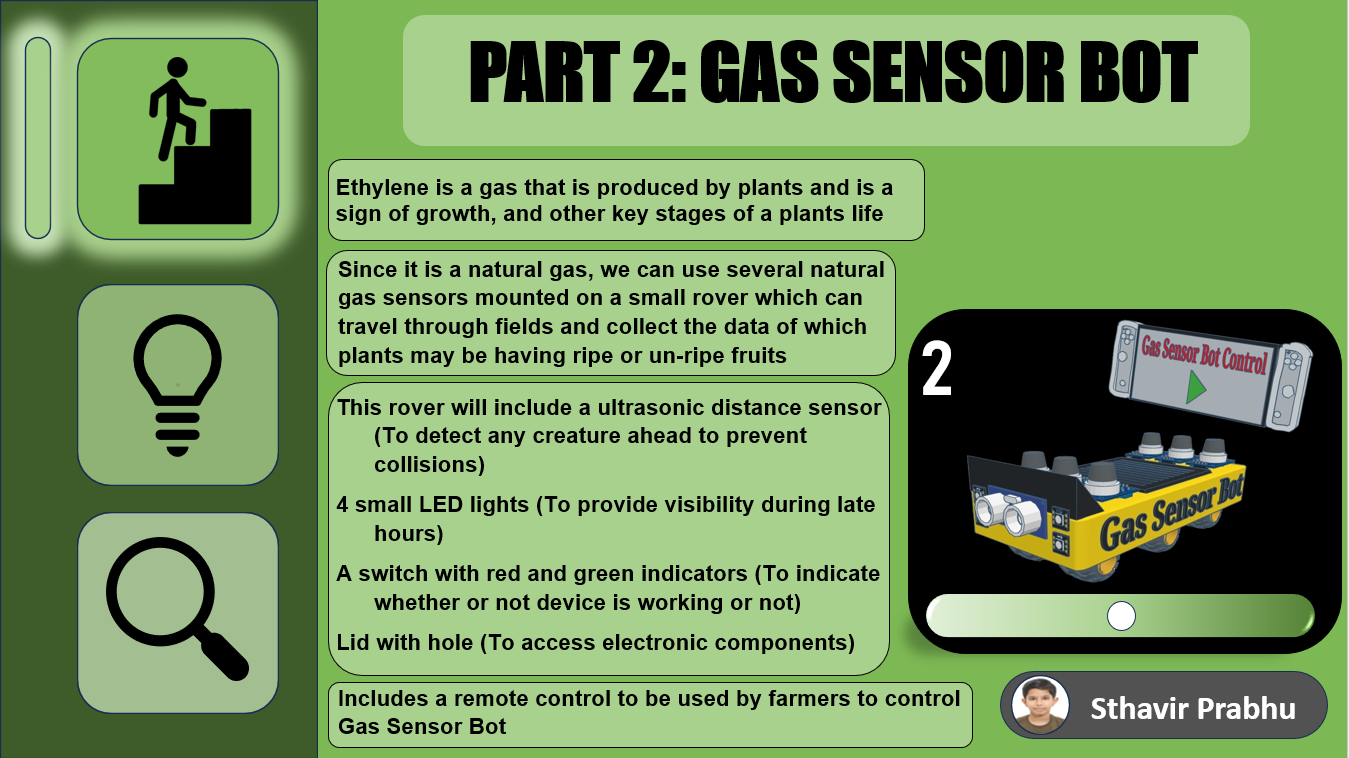 PART 2: GAS SENSOR BOT
Ethylene is a gas that is produced by plants and is a
sign of growth, and other key stages of a plants life
Since it is a natural gas, we can use several natural
gas sensors mounted on a small rover which can
travel through fields and collect the data of which
plants may be having ripe or un-ripe fruits
This rover will include a ultrasonic distance sensor
(To detect any creature ahead to prevent
collisions)
4 small LED lights (To provide visibility during late
hours)
A switch with red and green indicators (To indicate
whether or not device is working or not)
Lid with hole (To access electronic components)
Includes a remote control to be used by farmers to control
Gas Sensor Bot
2
Gas Sensor Bot Control
Gas Sensor Bot
Sthavir Prabhu